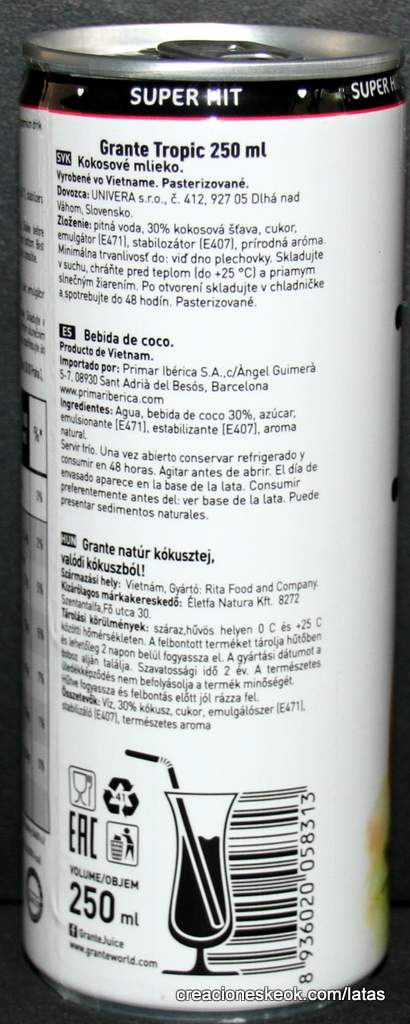 SUPER HIT
SUPER HIT
Grante Tropic 250 ml
SVK Kokosové mlieko.
Vyrobené vo Vietname. Pasterizované.
Dovozca: UNIVERA s.r.o., č. 412, 927 05 Dlhá nad
Váhom, Slovensko.
Zloženie: pitná voda, 30% kokosová šťava, cukor,
emulgátor (E471), stabilozátor (E407), prírodná aróma.
Minimálna trvanlivosť do: viď dno plechovky. Skladujte
v suchu, chráňte pred teplom (do +25 °C) a priamym
slnečným žiarením. Po otvorení skladujte v chladničke
a spotrebujte do 48 hodín. Pasterizované.
ES Bebida de coco.
Producto de Vietnam.
Importado por: Primar Ibérica S.A.,c/Àngel Guimerà
5-7, 08930 Sant Adrià del Besós, Barcelona
www.primariberica.com
Ingredientes: Agua, bebida de coco 30%, azúcar,
emulsionante (E471), estabilizante (E407), aroma
natural.
Servir frío. Una vez abierto conservar refrigerado y
consumir en 48 horas. Agitar antes de abrir. El día de
envasado aparece en la base de la lata. Consumir
preferentemente antes del: ver base de la lata. Puede
presentar sedimentos naturales.
HUN Grante natúr kókusztej,
valódi kókuszból!
Származási hely: Vietnám, Gyártó: Rita Food and Company.
Kizárólagos márkakereskedő: Életfa Natura Kft. 8272
Szentantalfa,Fő utca 30.
Tárolási körülmények: száraz,hűvös helyen 0 C és +25 C
közötti hőmérsékleten. A felbontott terméket tárolja hűtőben
és lehetőleg 2 napon belül fogyassza el. A gyártási dátumot a
doboz alján találja. Szavatossági idő 2 év. A természetes
üledékképződés nem befolyásolja a termék minőségét.
Hűtve fogyassza és felbontás előtt jól rázza fel.
Összetevők: Víz, 30% kókusz, cukor, emulgálószer (E471),
stabilizáló (E407), természetes aroma
41
EAC
VOLUME/OBJEM
250 ml
GranteJuice
www.granteworld.com
8 936020 058313
creacioneskeok.com/latas